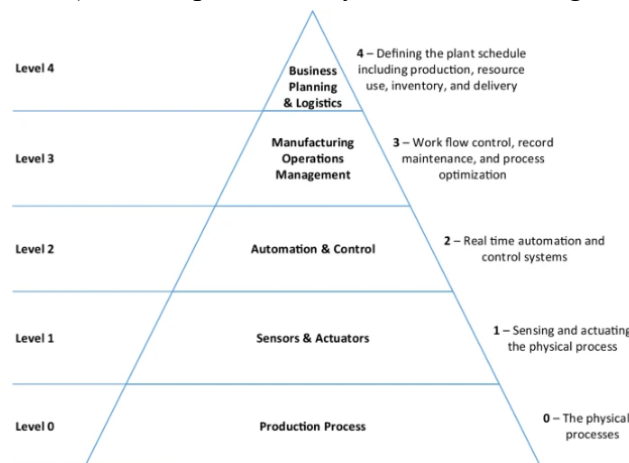 Level 4
Business
Planning
& Logistics
4 – Defining the plant schedule
including production, resource
use, inventory, and delivery
Level 3
Manufacturing
Operations
Management
3 – Work flow control, record
maintenance, and process
optimization
Level 2
Automation & Control
2 – Real time automation and
control systems
Level 1
Sensors & Actuators
1 – Sensing and actuating
the physical process
Level 0
Production Process
0 – The physical
processes